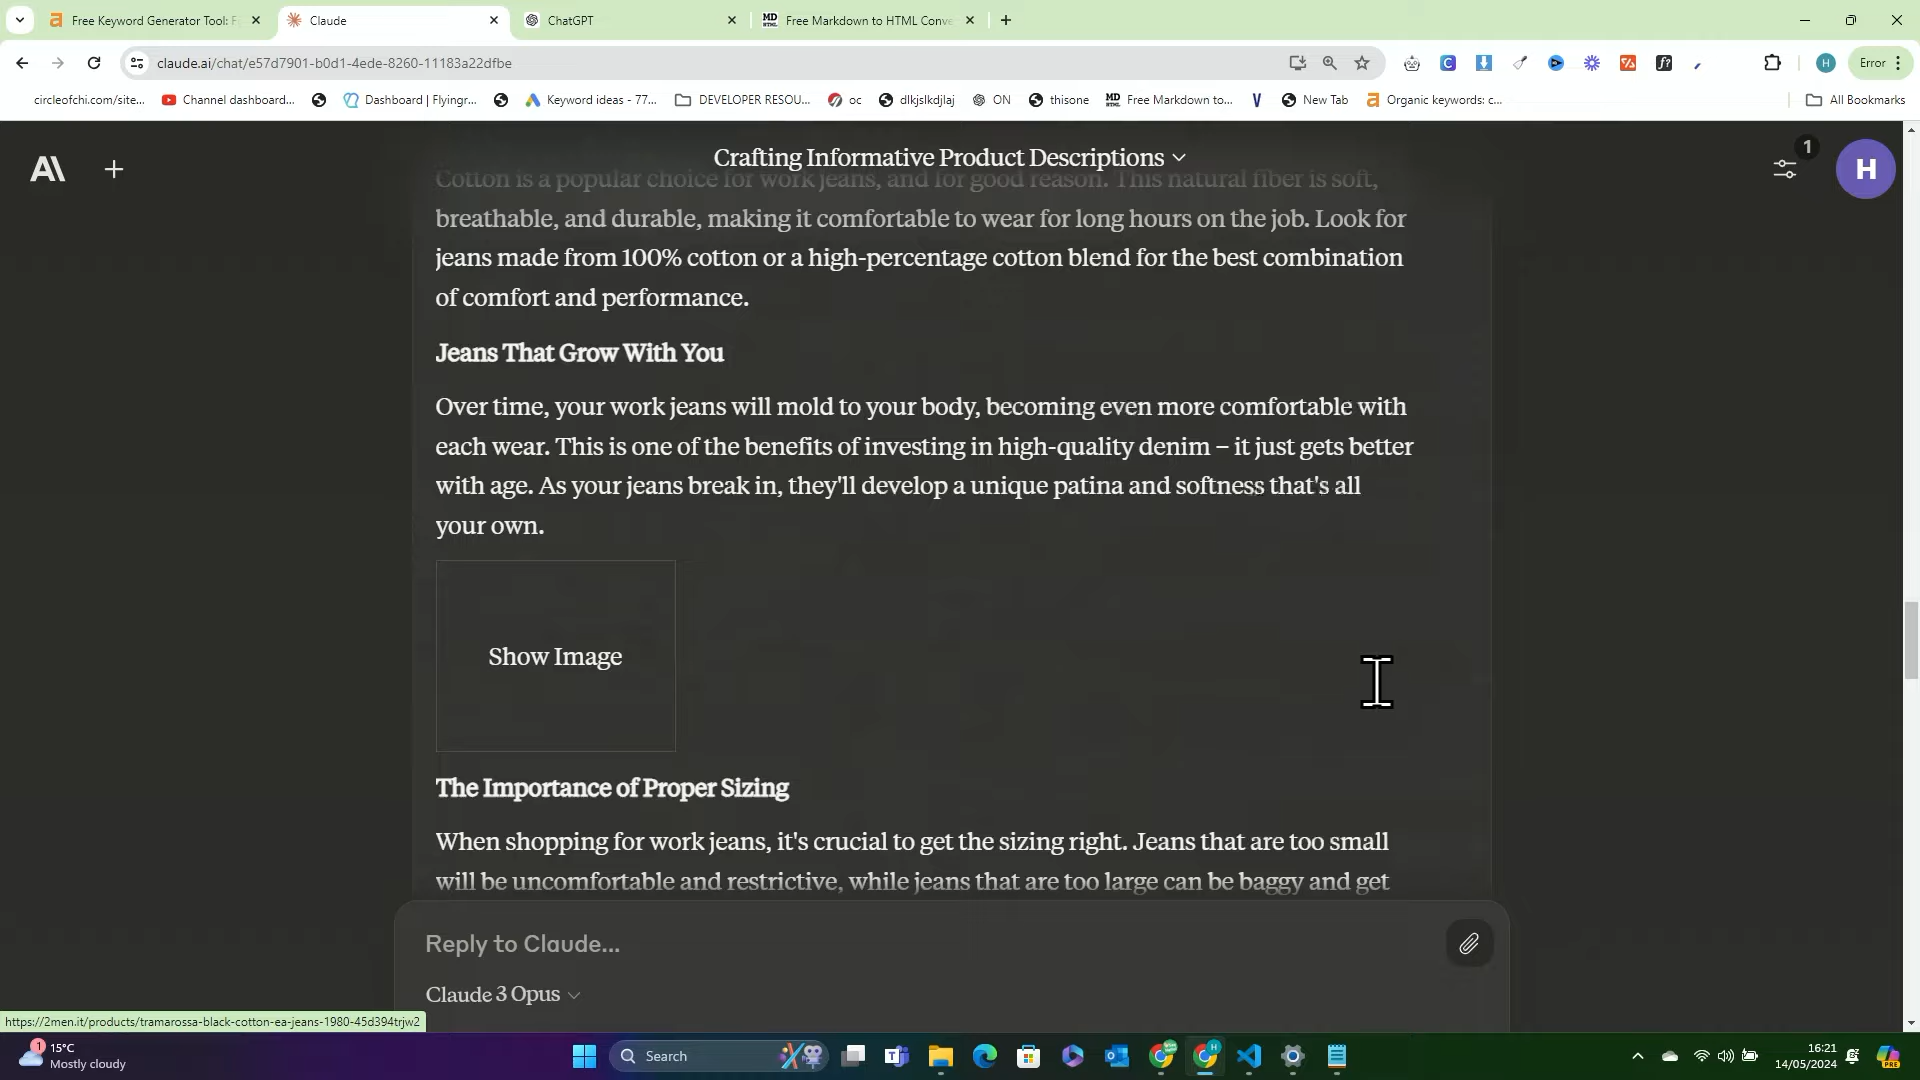 Free Keyword Generator Tool: F
Claude
ChatGPT
MD HTML
Free Markdown to HTML Conve
claude.ai/chat/e57d7901-b0d1-4ede-8260-11183a22dfbe
H
Error
circleofchi.com/site...
Channel dashboard...
Dashboard | Flyingr...
Keyword ideas - 77...
DEVELOPER RESOU...
oc
dlkjslkdjlaj
ON
thisone
MD HTML
Free Markdown to...
New Tab
Organic keywords: c...
All Bookmarks
Crafting Informative Product Descriptions
1
H
Cotton is a popular choice for work jeans, and for good reason. This natural fiber is soft,
breathable, and durable, making it comfortable to wear for long hours on the job. Look for
jeans made from 100% cotton or a high-percentage cotton blend for the best combination
of comfort and performance.
Jeans That Grow With You
Over time, your work jeans will mold to your body, becoming even more comfortable with
each wear. This is one of the benefits of investing in high-quality denim – it just gets better
with age. As your jeans break in, they'll develop a unique patina and softness that's all
your own.
Show Image
The Importance of Proper Sizing
When shopping for work jeans, it's crucial to get the sizing right. Jeans that are too small
will be uncomfortable and restrictive, while jeans that are too large can be baggy and get
Reply to Claude...
Claude 3 Opus
https://2men.it/products/tramarossa-black-cotton-ea-jeans-1980-45d394trjw2
1
15°C
Mostly cloudy
Search
16:21
14/05/2024